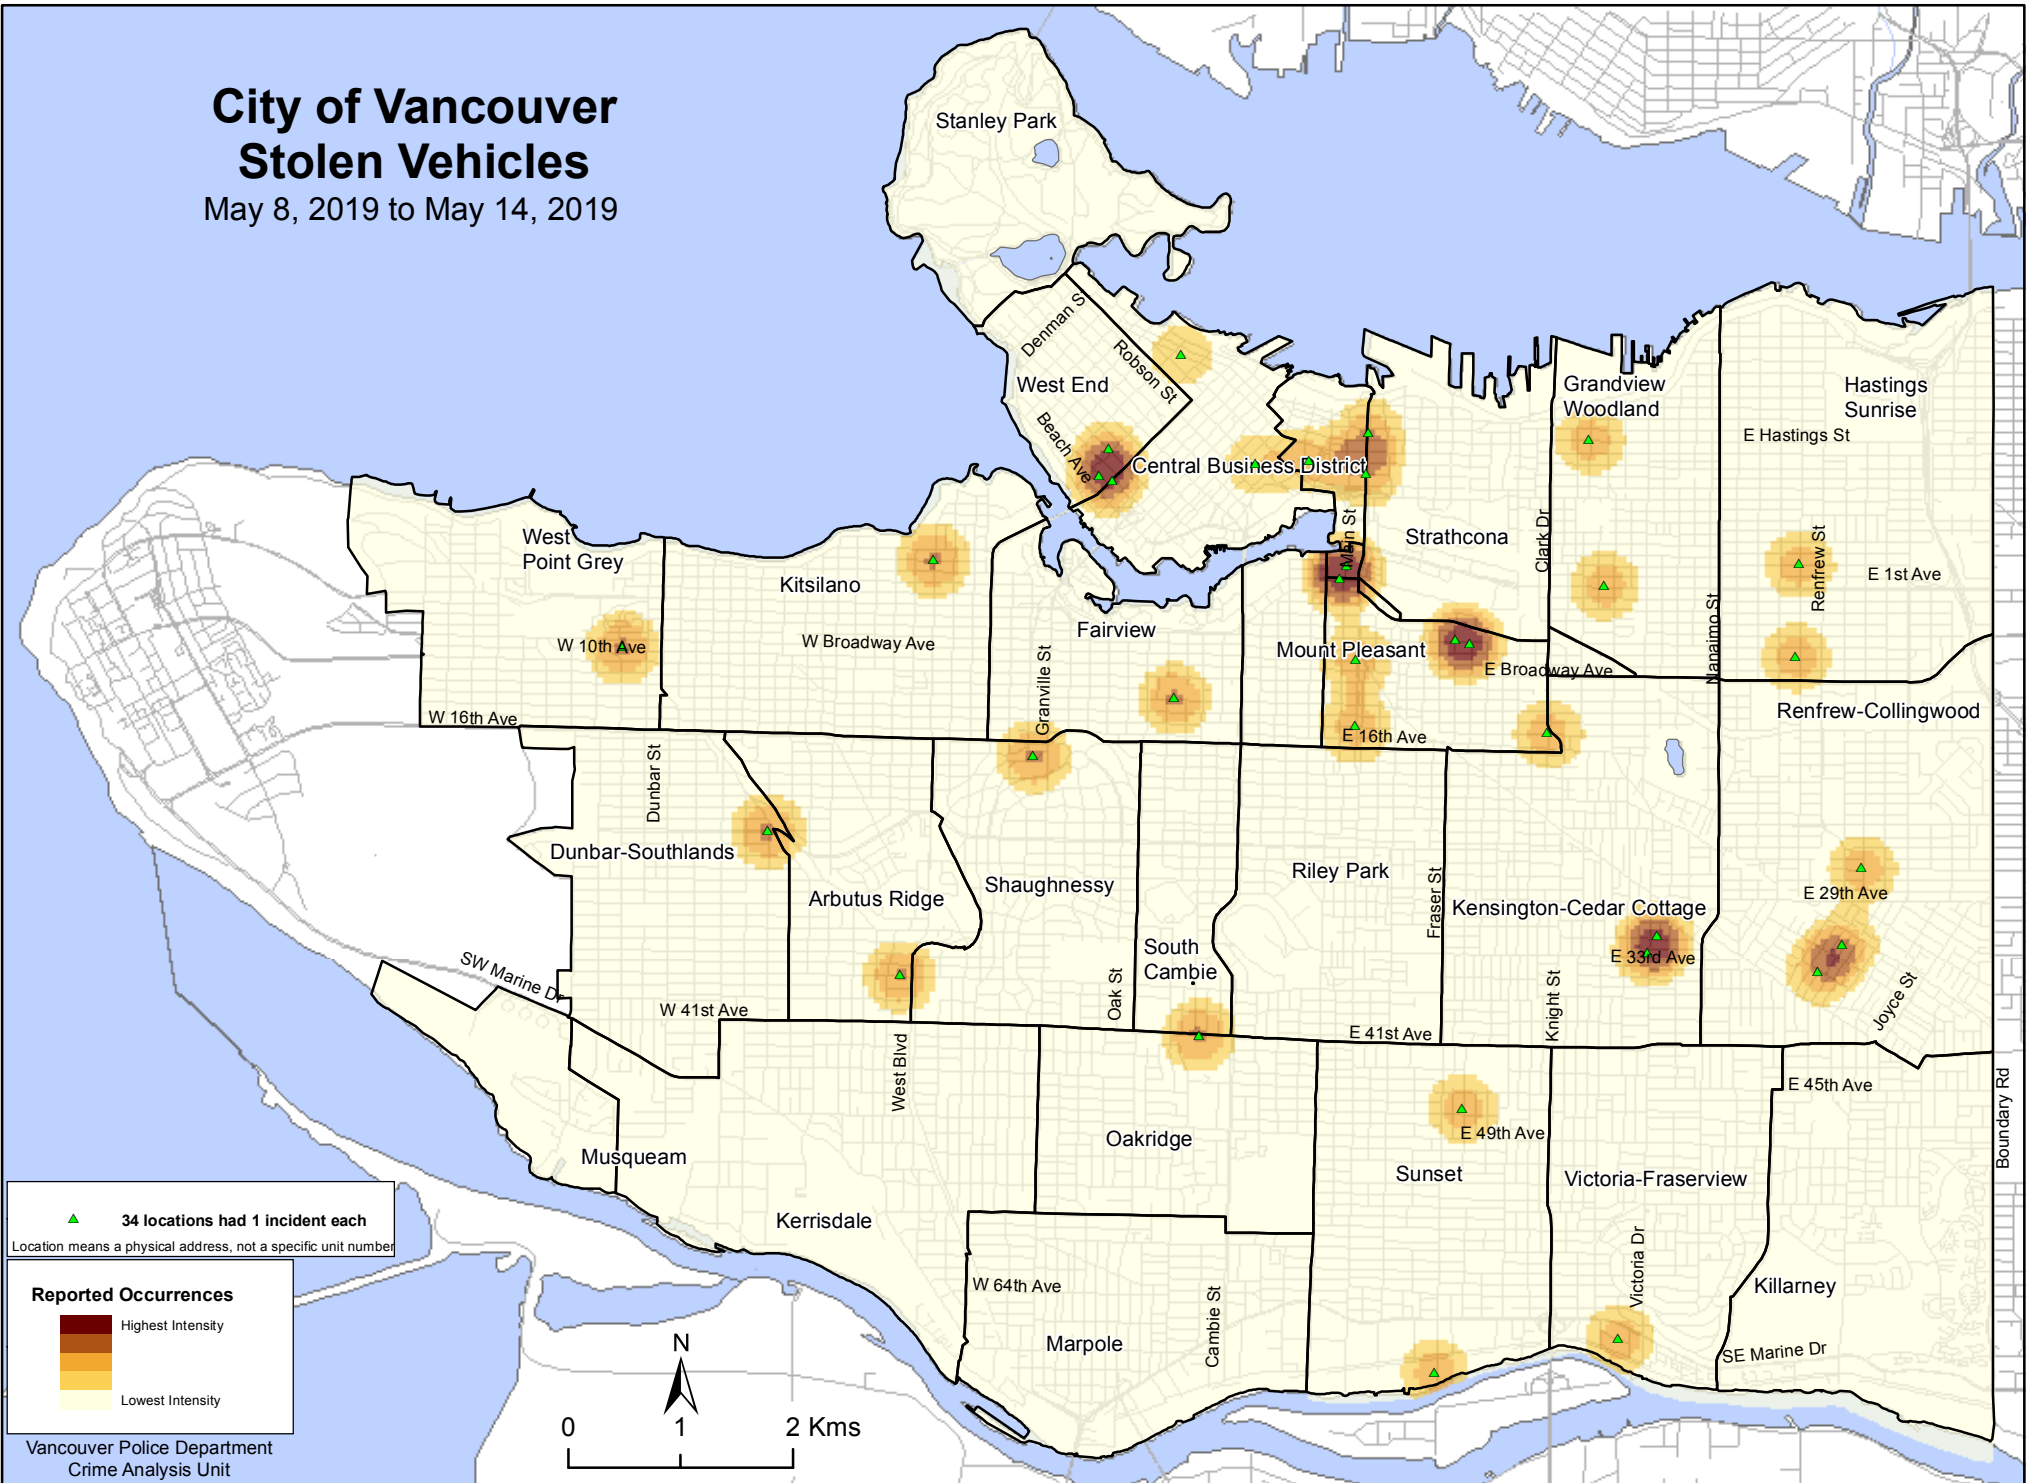 City of Vancouver
Stolen Vehicles
May 8, 2019 to May 14, 2019
Stanley Park
Denman S
Robson St
West End
Beach Ave
Central Business District
Grandview
Woodland
Hastings
Sunrise
E Hastings St
West
Point Grey
Kitsilano
Main St
Strathcona
Clark Dr
Renfrew St
E 1st Ave
W 10th Ave
W Broadway Ave
Fairview
Mount Pleasant
E Broadway Ave
Nanaimo St
Granville St
W 16th Ave
E 16th Ave
Renfrew-Collingwood
Dunbar St
Dunbar-Southlands
Arbutus Ridge
Shaughnessy
Riley Park
Fraser St
Kensington-Cedar Cottage
E 29th Ave
South
Cambie
E 33rd Ave
SW Marine Dr
W 41st Ave
Oak St
E 41st Ave
Knight St
Joyce St
West Blvd
E 45th Ave
Boundary Rd
Oakridge
E 49th Ave
Musqueam
Sunset
Victoria-Fraserview
Kerrisdale
Victoria Dr
W 64th Ave
Killarney
Marpole
Cambie St
SE Marine Dr
34 locations had 1 incident each
Location means a physical address, not a specific unit number
Reported Occurrences
Highest Intensity
Lowest Intensity
N
0 1 2 Kms
Vancouver Police Department
Crime Analysis Unit